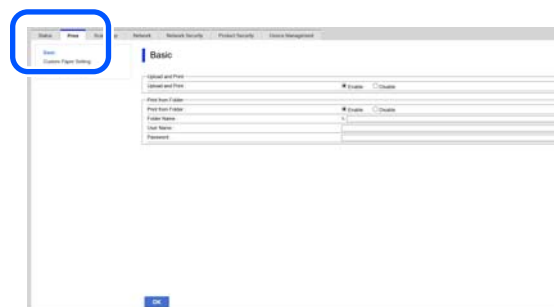 Status Print Network Network Security Product Security Device Management
Basic
Custom Paper Setting
Basic
Upload and Print
Upload and Print Enable Disable
Print from Folder
Print from Folder Enable Disable
Folder Name \\
User Name
Password
OK